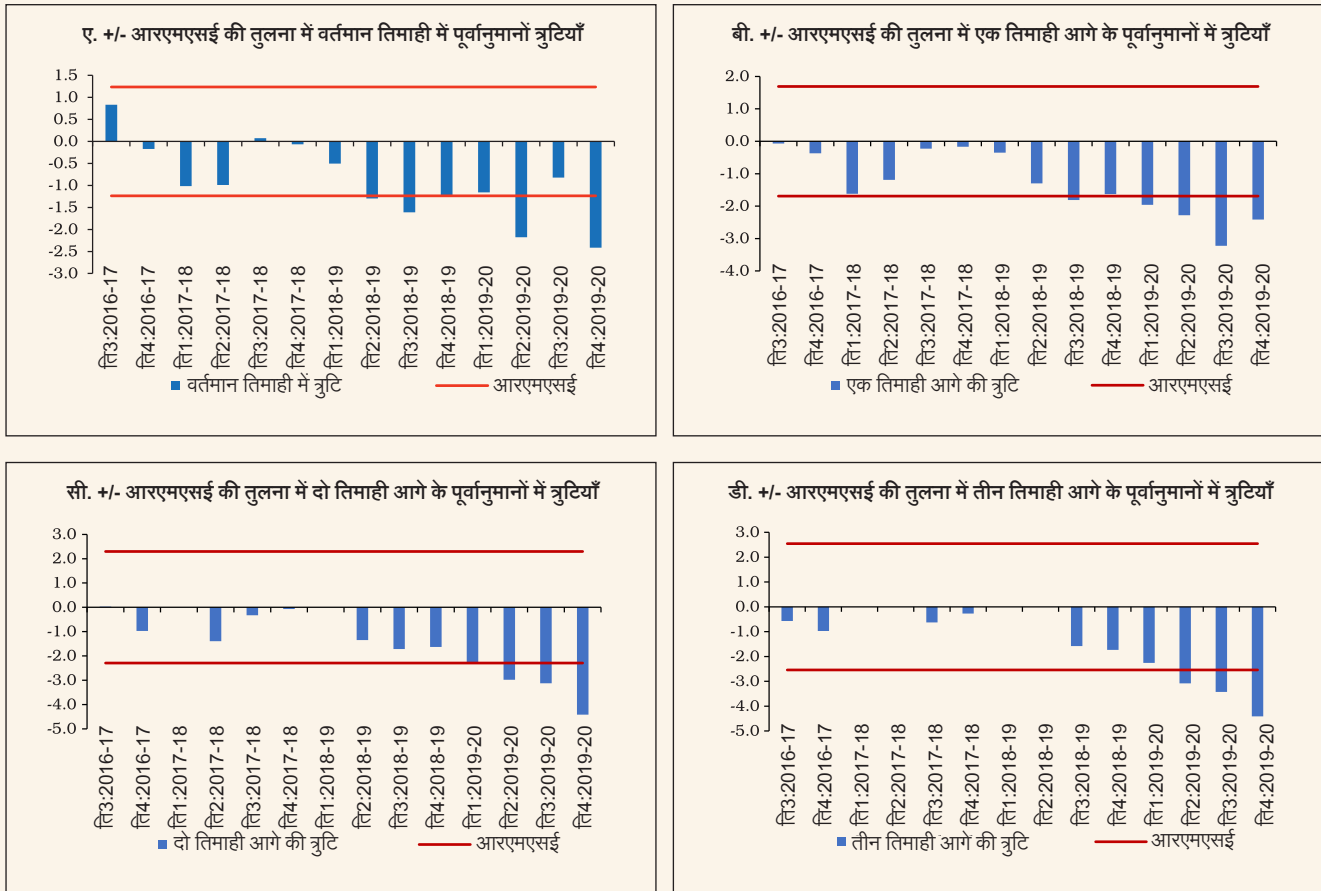 ए. +/- आरएमएसई की तुलना में वर्तमान तिमाही में पूर्वानुमानों त्रुटियाँ
1.5
1.0
0.5
0.0
-0.5
-1.0
-1.5
-2.0
-2.5
-3.0
ति3:2016-17
ति4:2016-17
ति1:2017-18
ति2:2017-18
ति3:2017-18
ति4:2017-18
ति1:2018-19
ति2:2018-19
ति3:2018-19
ति4:2018-19
ति1:2019-20
ति2:2019-20
ति3:2019-20
ति4:2019-20
वर्तमान तिमाही में त्रुटि
आरएमएसई
बी. +/- आरएमएसई की तुलना में एक तिमाही आगे के पूर्वानुमानों में त्रुटियाँ
2.0
1.0
0.0
-1.0
-2.0
-3.0
-4.0
ति3:2016-17
ति4:2016-17
ति1:2017-18
ति2:2017-18
ति3:2017-18
ति4:2017-18
ति1:2018-19
ति2:2018-19
ति3:2018-19
ति4:2018-19
ति1:2019-20
ति2:2019-20
ति3:2019-20
ति4:2019-20
एक तिमाही आगे की त्रुटि
आरएमएसई
सी. +/- आरएमएसई की तुलना में दो तिमाही आगे के पूर्वानुमानों में त्रुटियाँ
3.0
2.0
1.0
0.0
-1.0
-2.0
-3.0
-4.0
-5.0
ति3:2016-17
ति4:2016-17
ति1:2017-18
ति2:2017-18
ति3:2017-18
ति4:2017-18
ति1:2018-19
ति2:2018-19
ति3:2018-19
ति4:2018-19
ति1:2019-20
ति2:2019-20
ति3:2019-20
ति4:2019-20
दो तिमाही आगे की त्रुटि
आरएमएसई
डी. +/- आरएमएसई की तुलना में तीन तिमाही आगे के पूर्वानुमानों में त्रुटियाँ
3.0
2.0
1.0
0.0
-1.0
-2.0
-3.0
-4.0
-5.0
ति3:2016-17
ति4:2016-17
ति1:2017-18
ति2:2017-18
ति3:2017-18
ति4:2017-18
ति1:2018-19
ति2:2018-19
ति3:2018-19
ति4:2018-19
ति1:2019-20
ति2:2019-20
ति3:2019-20
ति4:2019-20
तीन तिमाही आगे की त्रुटि
आरएमएसई